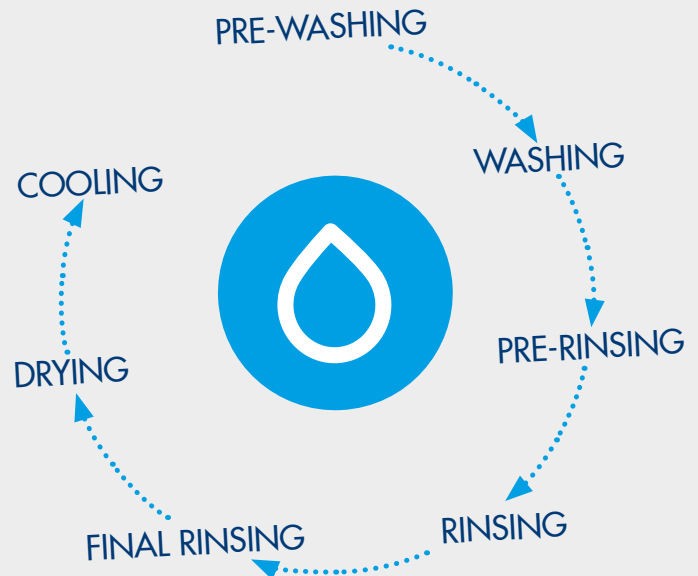 PRE-WASHING
WASHING
PRE-RINSING
RINSING
FINAL RINSING
DRYING
COOLING